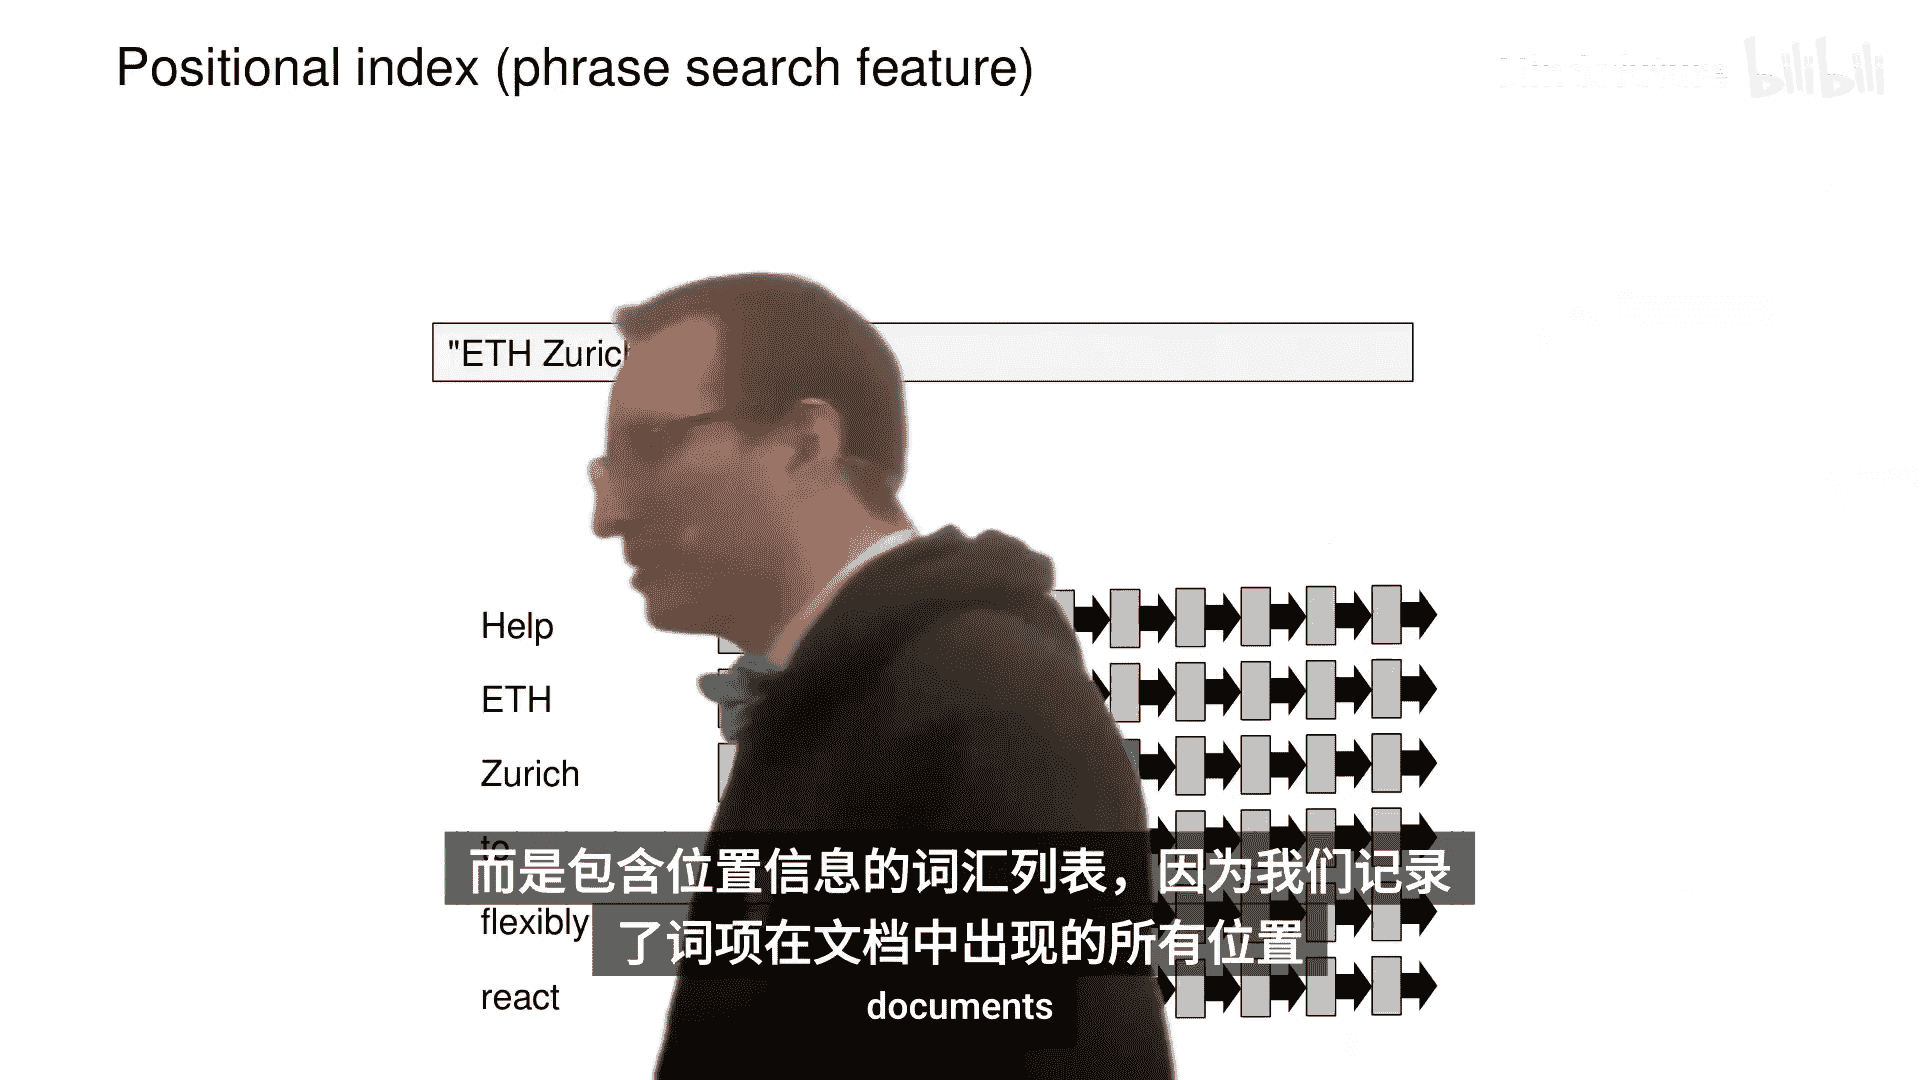 Positional index (phrase search feature)
bilibili
"ETH Zurich
Help
ETH
Zurich
to
而是包含位置信息的词汇列表，因为我们记录
flexibly
了词项在文档中出现的所有位置
react
documents